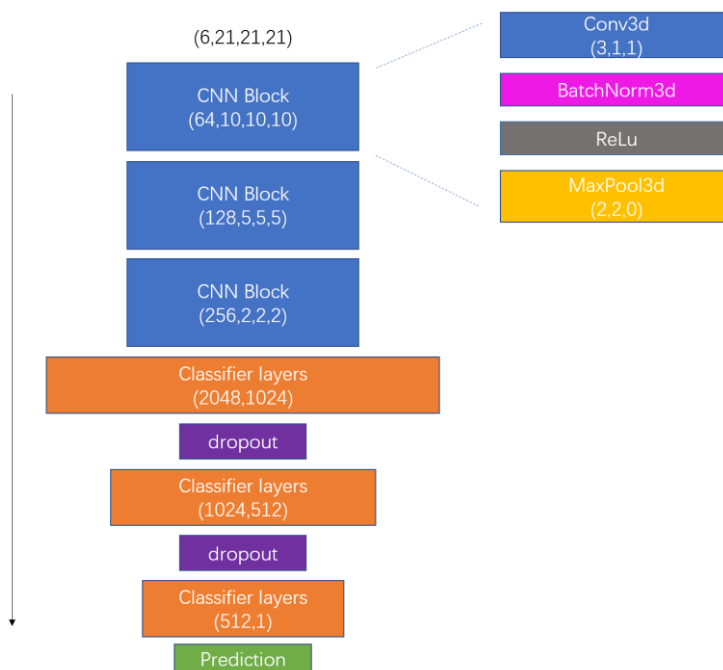 (6,21,21,21)
CNN Block
(64,10,10,10)
CNN Block
(128,5,5,5)
CNN Block
(256,2,2,2)
Classifier layers
(2048,1024)
dropout
Classifier layers
(1024,512)
dropout
Classifier layers
(512,1)
Prediction
Conv3d
(3,1,1)
BatchNorm3d
ReLu
MaxPool3d
(2,2,0)